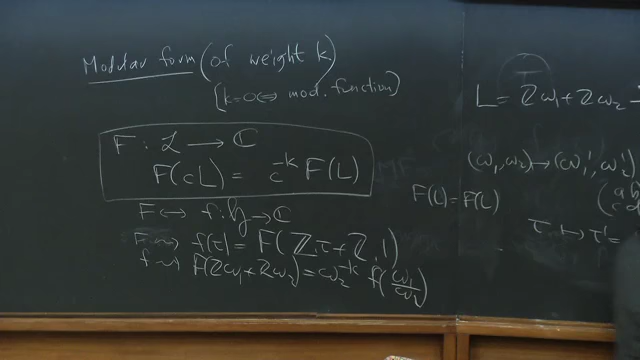 Modular form (of weight k)
[k=0 ⇔ mod. function]
F : ℒ → ℂ
F(cL) = c^{-k} F(L)
F ↔ f: 𝔥 → ℂ
F ⇝ f(τ) = F(ℤ.τ + ℤ.1)
f ⇝ F(ℤω₁+ℤω₂) = ω₂^{-k} f(ω₁/ω₂)
L = ℤω₁ + ℤω₂
(ω₁,ω₂) → (ω₁',ω₂')
F(L) = F(L)
(a b
c d
τ ↦ τ' =